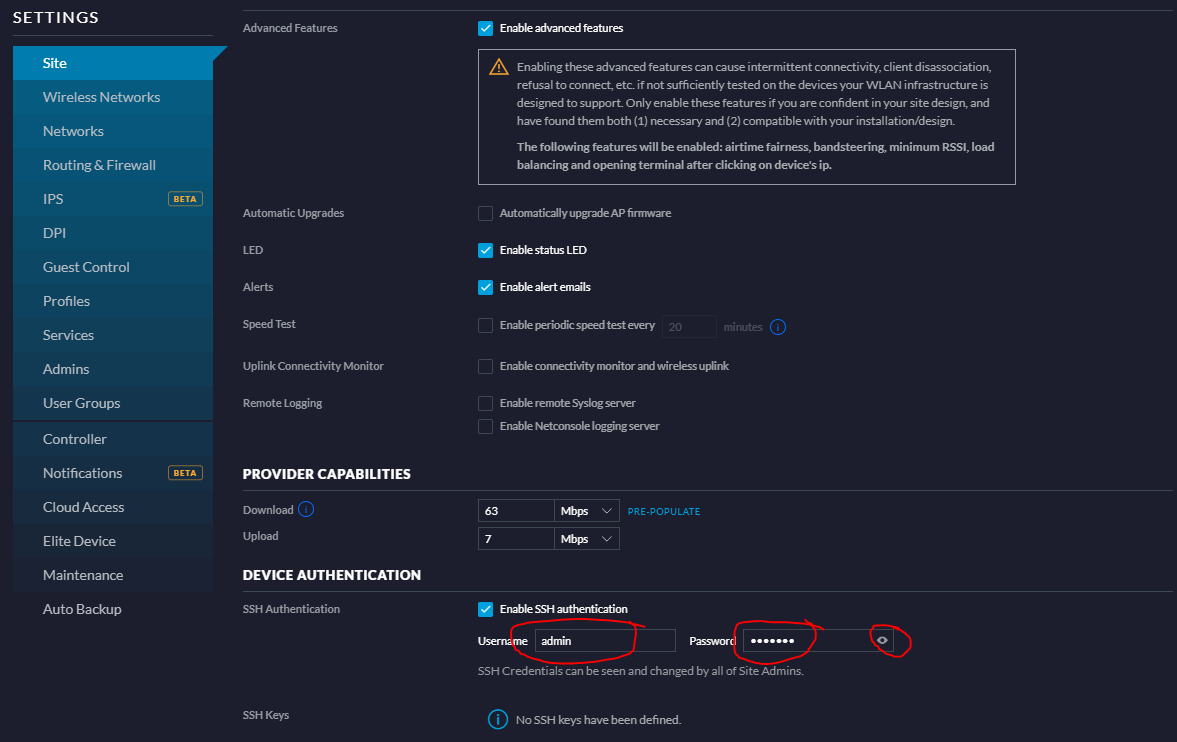 SETTINGS
Site
Wireless Networks
Networks
Routing & Firewall
IPS BETA
DPI
Guest Control
Profiles
Services
Admins
User Groups
Controller
Notifications BETA
Cloud Access
Elite Device
Maintenance
Auto Backup
Advanced Features
Enable advanced features
Enabling these advanced features can cause intermittent connectivity, client disassociation,
refusal to connect, etc. if not sufficiently tested on the devices your WLAN infrastructure is
designed to support. Only enable these features if you are confident in your site design, and
have found them both (1) necessary and (2) compatible with your installation/design.
The following features will be enabled: airtime fairness, bandsteering, minimum RSSI, load
balancing and opening terminal after clicking on device's ip.
Automatic Upgrades
Automatically upgrade AP firmware
LED
Enable status LED
Alerts
Enable alert emails
Speed Test
Enable periodic speed test every 20 minutes
Uplink Connectivity Monitor
Enable connectivity monitor and wireless uplink
Remote Logging
Enable remote Syslog server
Enable Netconsole logging server
PROVIDER CAPABILITIES
Download
63 Mbps PRE-POPULATE
Upload
7 Mbps
DEVICE AUTHENTICATION
SSH Authentication
Enable SSH authentication
Username admin Password •••••••
SSH Credentials can be seen and changed by all of Site Admins.
SSH Keys
No SSH keys have been defined.